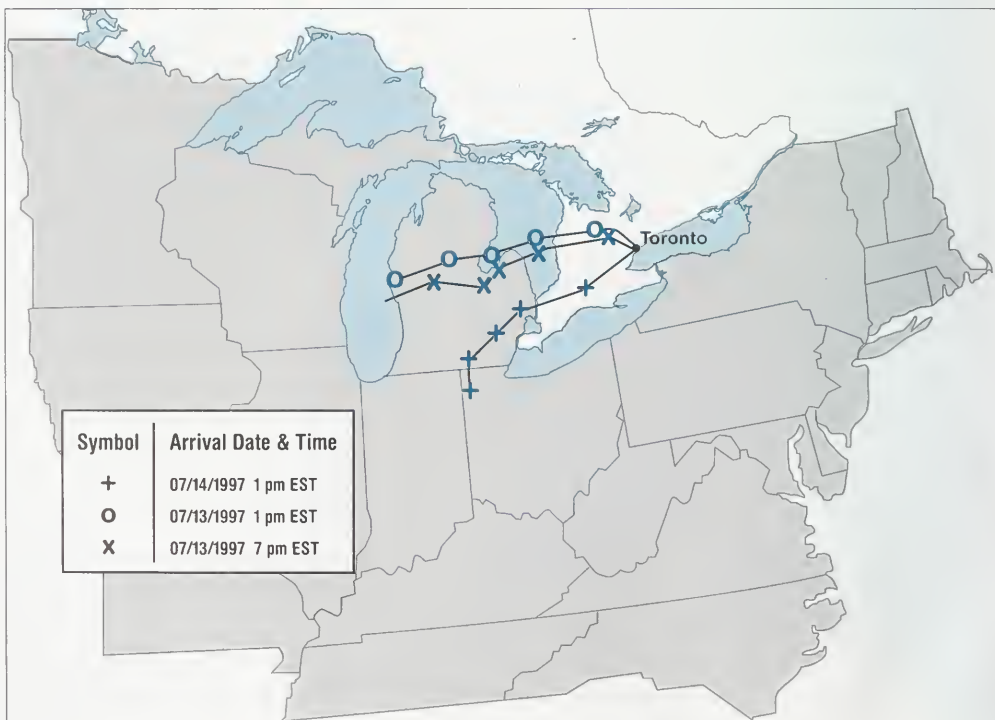 Toronto
Symbol Arrival Date & Time
+ 07/14/1997 1 pm EST
O 07/13/1997 1 pm EST
X 07/13/1997 7 pm EST